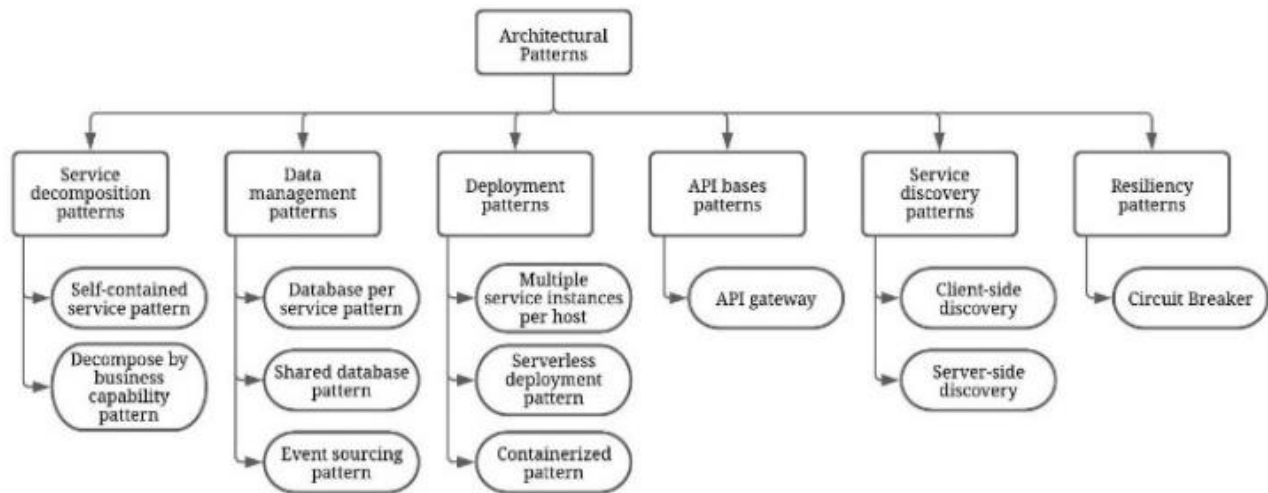 Architectural
Patterns
Service
decomposition
patterns
Data
management
patterns
Deployment
patterns
API bases
patterns
Service
discovery
patterns
Resiliency
patterns
Self-contained
service pattern
Decompose by
business
capability
pattern
Database per
service pattern
Shared database
pattern
Event sourcing
pattern
Multiple
service instances
per host
Serverless
deployment
pattern
Containerized
pattern
API gateway
Client-side
discovery
Server-side
discovery
Circuit Breaker